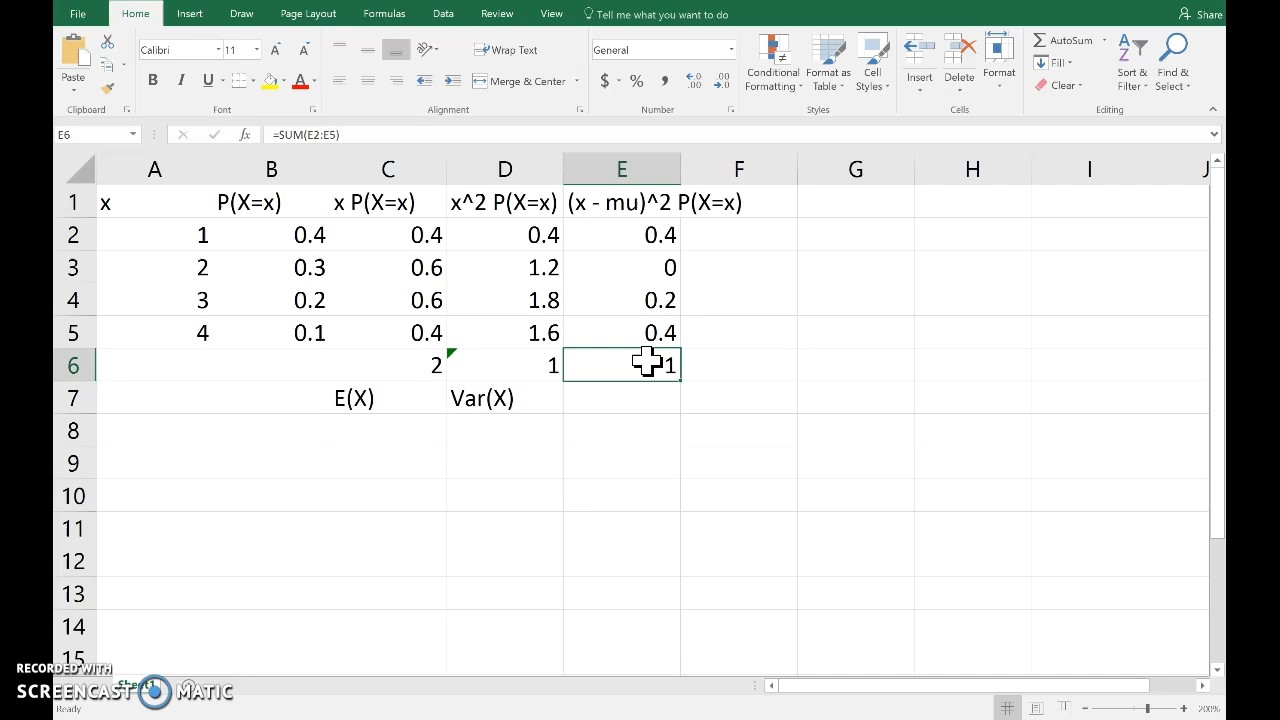 File Home Insert Draw Page Layout Formulas Data Review View Tell me what you want to do Share
Paste Calibri 11 Wrap Text General Conditional Formatting Format as Table Cell Styles Insert Delete Format AutoSum Sort & Filter Find & Select
B I U A Merge & Center $ % Fill Clear
Clipboard Font Alignment Number Styles Cells Editing
E6 fx =SUM(E2:E5)
A B C D E F G H I J
1 x P(X=x) x P(X=x) x^2 P(X=x) (x - mu)^2 P(X=x)
2 1 0.4 0.4 0.4 0.4
3 2 0.3 0.6 1.2 0
4 3 0.2 0.6 1.8 0.2
5 4 0.1 0.4 1.6 0.4
6 2 1 1
7 E(X) Var(X)
8
9
10
11
12
13
14
15
RECORDED WITH
SCREENCAST MATIC
Sheet1
Ready 200%